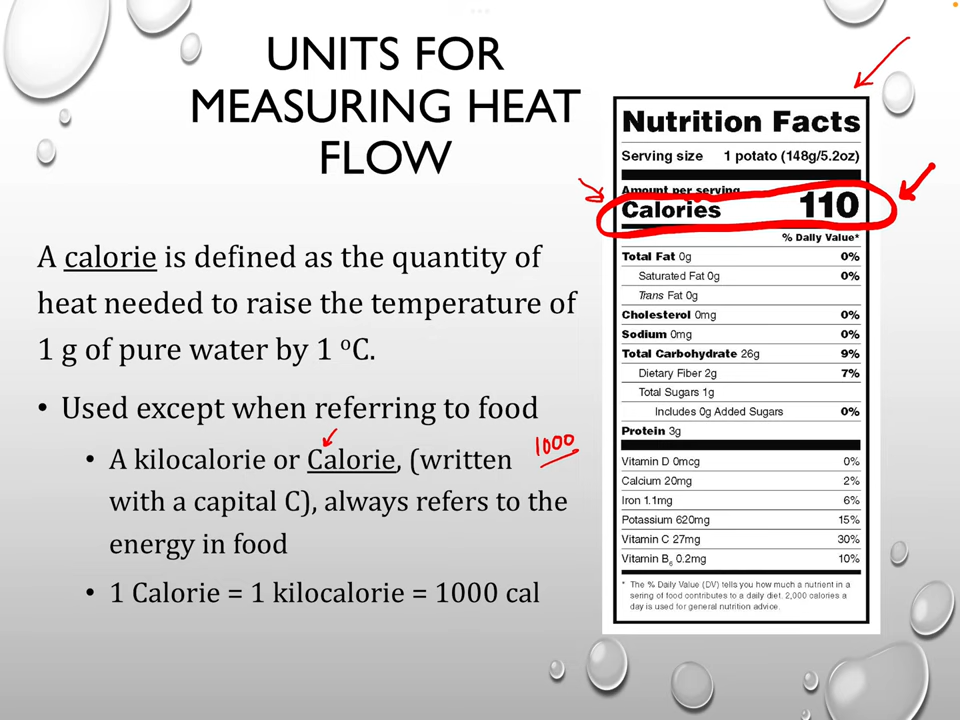 UNITS FOR
MEASURING HEAT
FLOW
A calorie is defined as the quantity of
heat needed to raise the temperature of
1 g of pure water by 1 °C.
• Used except when referring to food
1000
• A kilocalorie or Calorie, (written
with a capital C), always refers to the
energy in food
• 1 Calorie = 1 kilocalorie = 1000 cal
Nutrition Facts
Serving size 1 potato (148g/5.2oz)
Amount per serving
Calories 110
% Daily Value*
Total Fat 0g 0%
Saturated Fat 0g 0%
Trans Fat 0g
Cholesterol 0mg 0%
Sodium 0mg 0%
Total Carbohydrate 26g 9%
Dietary Fiber 2g 7%
Total Sugars 1g
Includes 0g Added Sugars 0%
Protein 3g
Vitamin D 0mcg 0%
Calcium 20mg 2%
Iron 1.1mg 6%
Potassium 620mg 15%
Vitamin C 27mg 30%
Vitamin B6 0.2mg 10%
* The % Daily Value (DV) tells you how much a nutrient in a
sering of food contributes to a daily diet. 2,000 calories a
day is used for general nutrition advice.